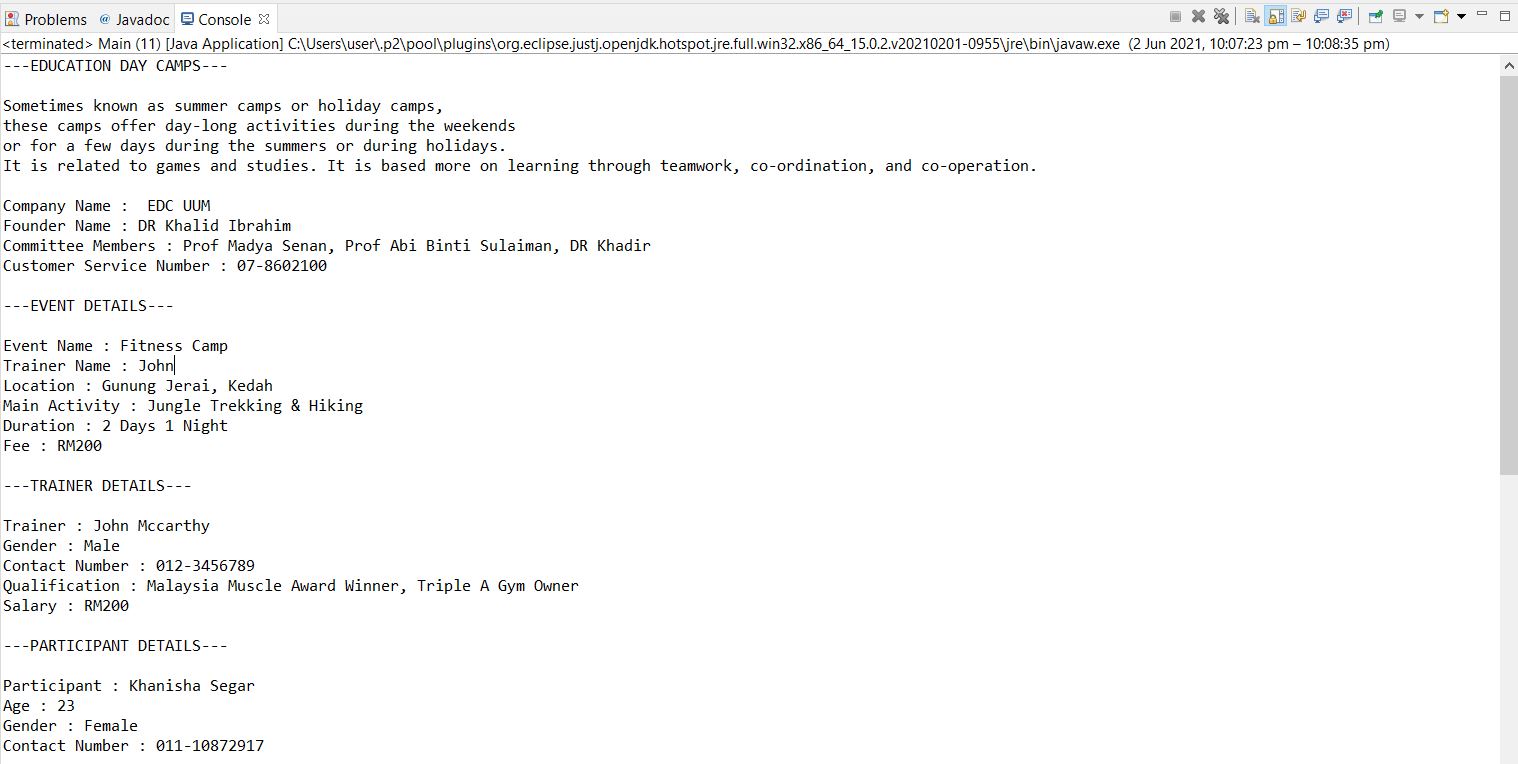 Problems @ Javadoc Console
<terminated> Main (11) [Java Application] C:\Users\user\.p2\pool\plugins\org.eclipse.justj.openjdk.hotspot.jre.full.win32.x86_64_15.0.2.v20210201-0955\jre\bin\javaw.exe (2 Jun 2021, 10:07:23 pm – 10:08:35 pm)
---EDUCATION DAY CAMPS---
Sometimes known as summer camps or holiday camps,
these camps offer day-long activities during the weekends
or for a few days during the summers or during holidays.
It is related to games and studies. It is based more on learning through teamwork, co-ordination, and co-operation.
Company Name :  EDC UUM
Founder Name : DR Khalid Ibrahim
Committee Members : Prof Madya Senan, Prof Abi Binti Sulaiman, DR Khadir
Customer Service Number : 07-8602100
---EVENT DETAILS---
Event Name : Fitness Camp
Trainer Name : John
Location : Gunung Jerai, Kedah
Main Activity : Jungle Trekking & Hiking
Duration : 2 Days 1 Night
Fee : RM200
---TRAINER DETAILS---
Trainer : John Mccarthy
Gender : Male
Contact Number : 012-3456789
Qualification : Malaysia Muscle Award Winner, Triple A Gym Owner
Salary : RM200
---PARTICIPANT DETAILS---
Participant : Khanisha Segar
Age : 23
Gender : Female
Contact Number : 011-10872917